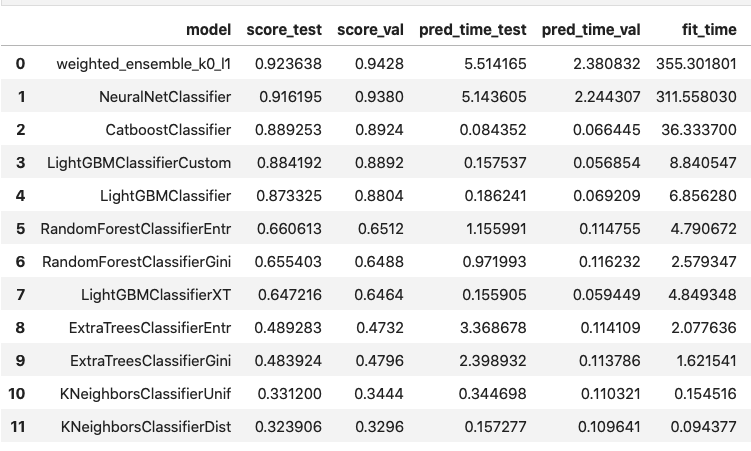 model score_test score_val pred_time_test pred_time_val fit_time
0 weighted_ensemble_k0_l1 0.923638 0.9428 5.514165 2.380832 355.301801
1 NeuralNetClassifier 0.916195 0.9380 5.143605 2.244307 311.558030
2 CatboostClassifier 0.889253 0.8924 0.084352 0.066445 36.333700
3 LightGBMClassifierCustom 0.884192 0.8892 0.157537 0.056854 8.840547
4 LightGBMClassifier 0.873325 0.8804 0.186241 0.069209 6.856280
5 RandomForestClassifierEntr 0.660613 0.6512 1.155991 0.114755 4.790672
6 RandomForestClassifierGini 0.655403 0.6488 0.971993 0.116232 2.579347
7 LightGBMClassifierXT 0.647216 0.6464 0.155905 0.059449 4.849348
8 ExtraTreesClassifierEntr 0.489283 0.4732 3.368678 0.114109 2.077636
9 ExtraTreesClassifierGini 0.483924 0.4796 2.398932 0.113786 1.621541
10 KNeighborsClassifierUnif 0.331200 0.3444 0.344698 0.110321 0.154516
11 KNeighborsClassifierDist 0.323906 0.3296 0.157277 0.109641 0.094377